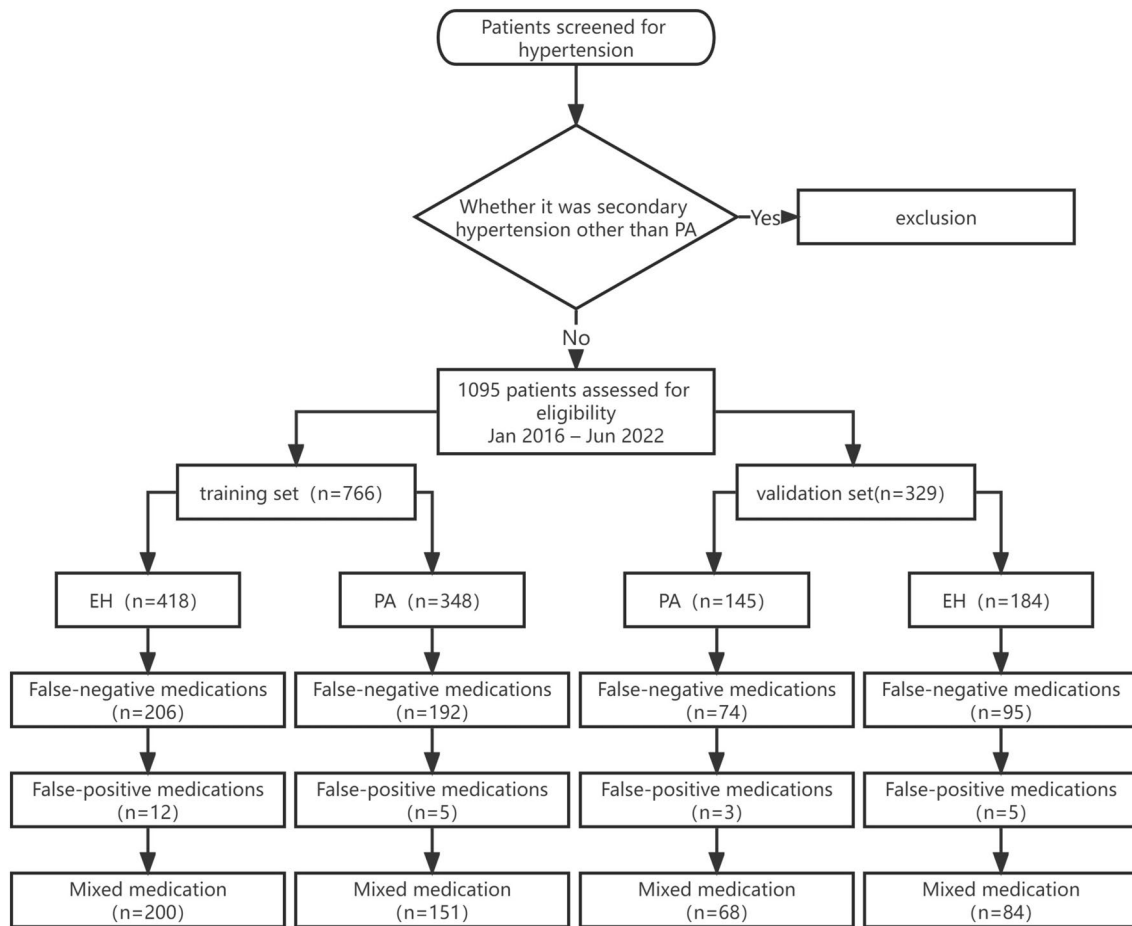 Patients screened for
hypertension
Whether it was secondary
hypertension other than PA
Yes
exclusion
No
1095 patients assessed for
eligibility
Jan 2016 – Jun 2022
training set（n=766）
validation set(n=329）
EH（n=418）
PA（n=348）
PA（n=145）
EH（n=184）
False-negative medications
（n=206）
False-negative medications
（n=192）
False-negative medications
（n=74）
False-negative medications
（n=95）
False-positive medications
（n=12）
False-positive medications
（n=5）
False-positive medications
（n=3）
False-positive medications
（n=5）
Mixed medication
（n=200）
Mixed medication
（n=151）
Mixed medication
（n=68）
Mixed medication
（n=84）